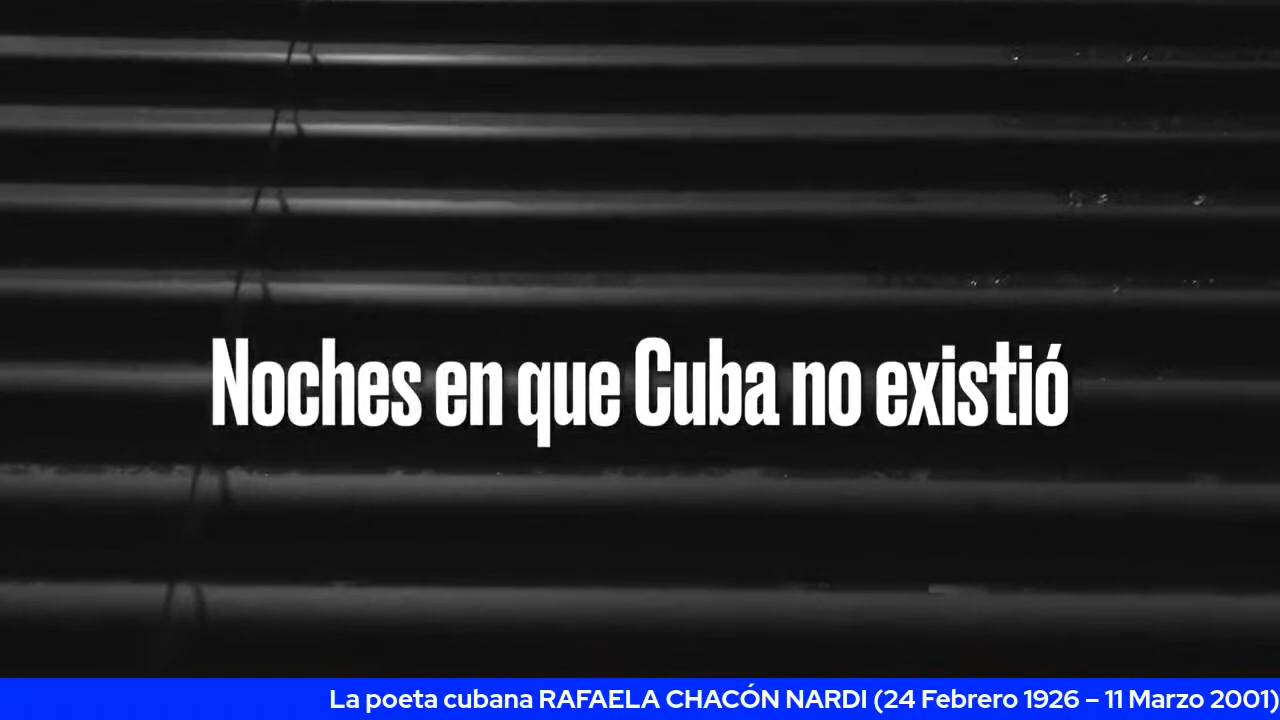 Noches en que Cuba no existió
La poeta cubana RAFAELA CHACÓN NARDI (24 Febrero 1926 – 11 Marzo 2001)